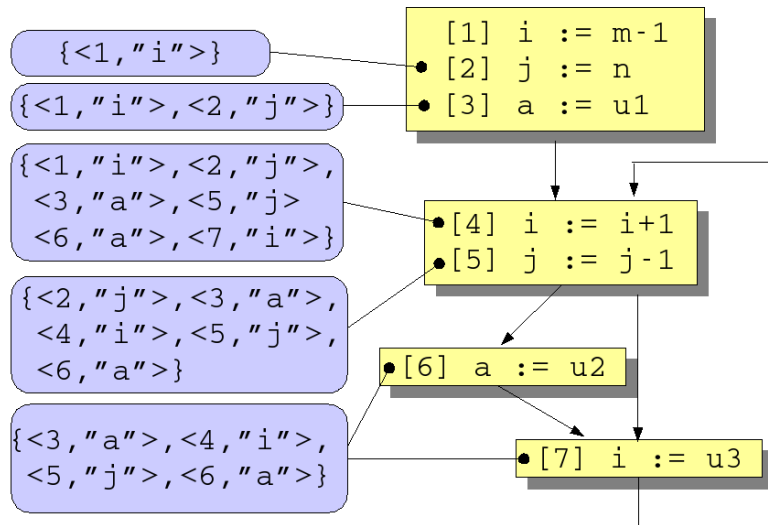 {<1,"i">}
{<1,"i">,<2,"j">}
{<1,"i">,<2,"j">,
<3,"a">,<5,"j>
<6,"a">,<7,"i">}
{<2,"j">,<3,"a">,
<4,"i">,<5,"j">,
<6,"a">}
{<3,"a">,<4,"i">,
<5,"j">,<6,"a">}
[1] i := m-1
[2] j := n
[3] a := u1
[4] i := i+1
[5] j := j-1
[6] a := u2
[7] i := u3